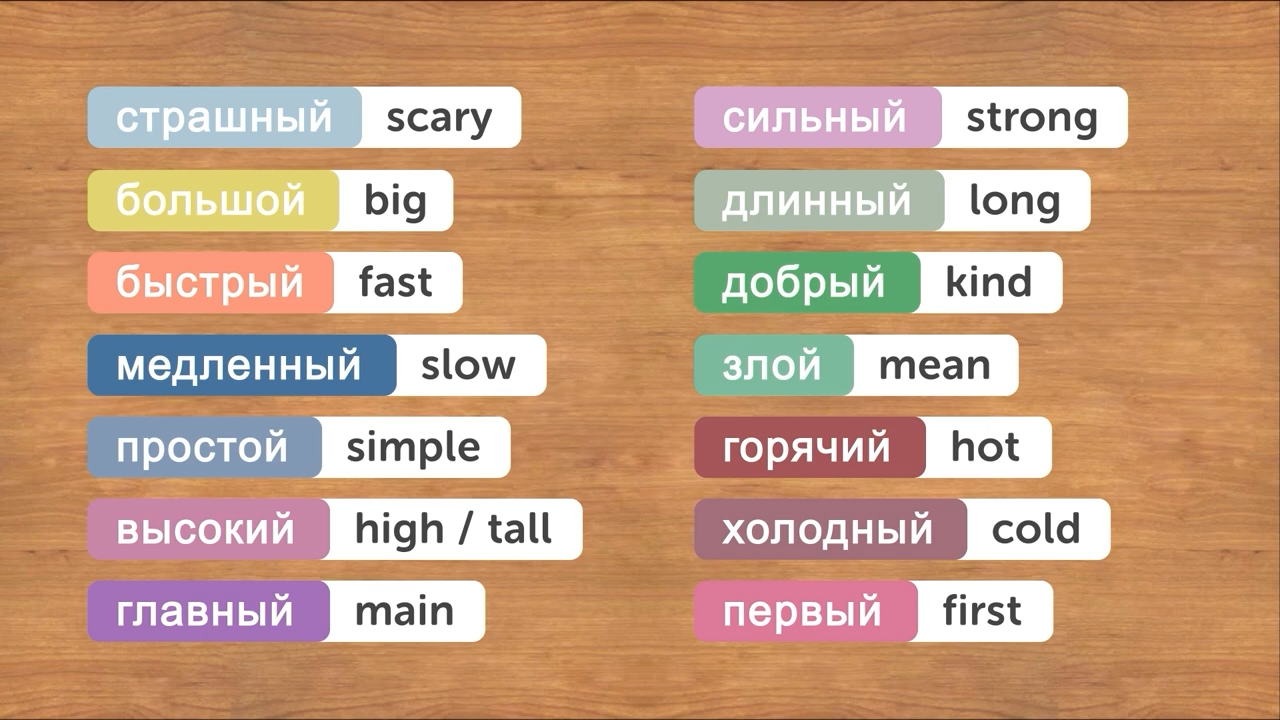 страшный scary
большой big
быстрый fast
медленный slow
простой simple
высокий high / tall
главный main
сильный strong
длинный long
добрый kind
злой mean
горячий hot
холодный cold
первый first